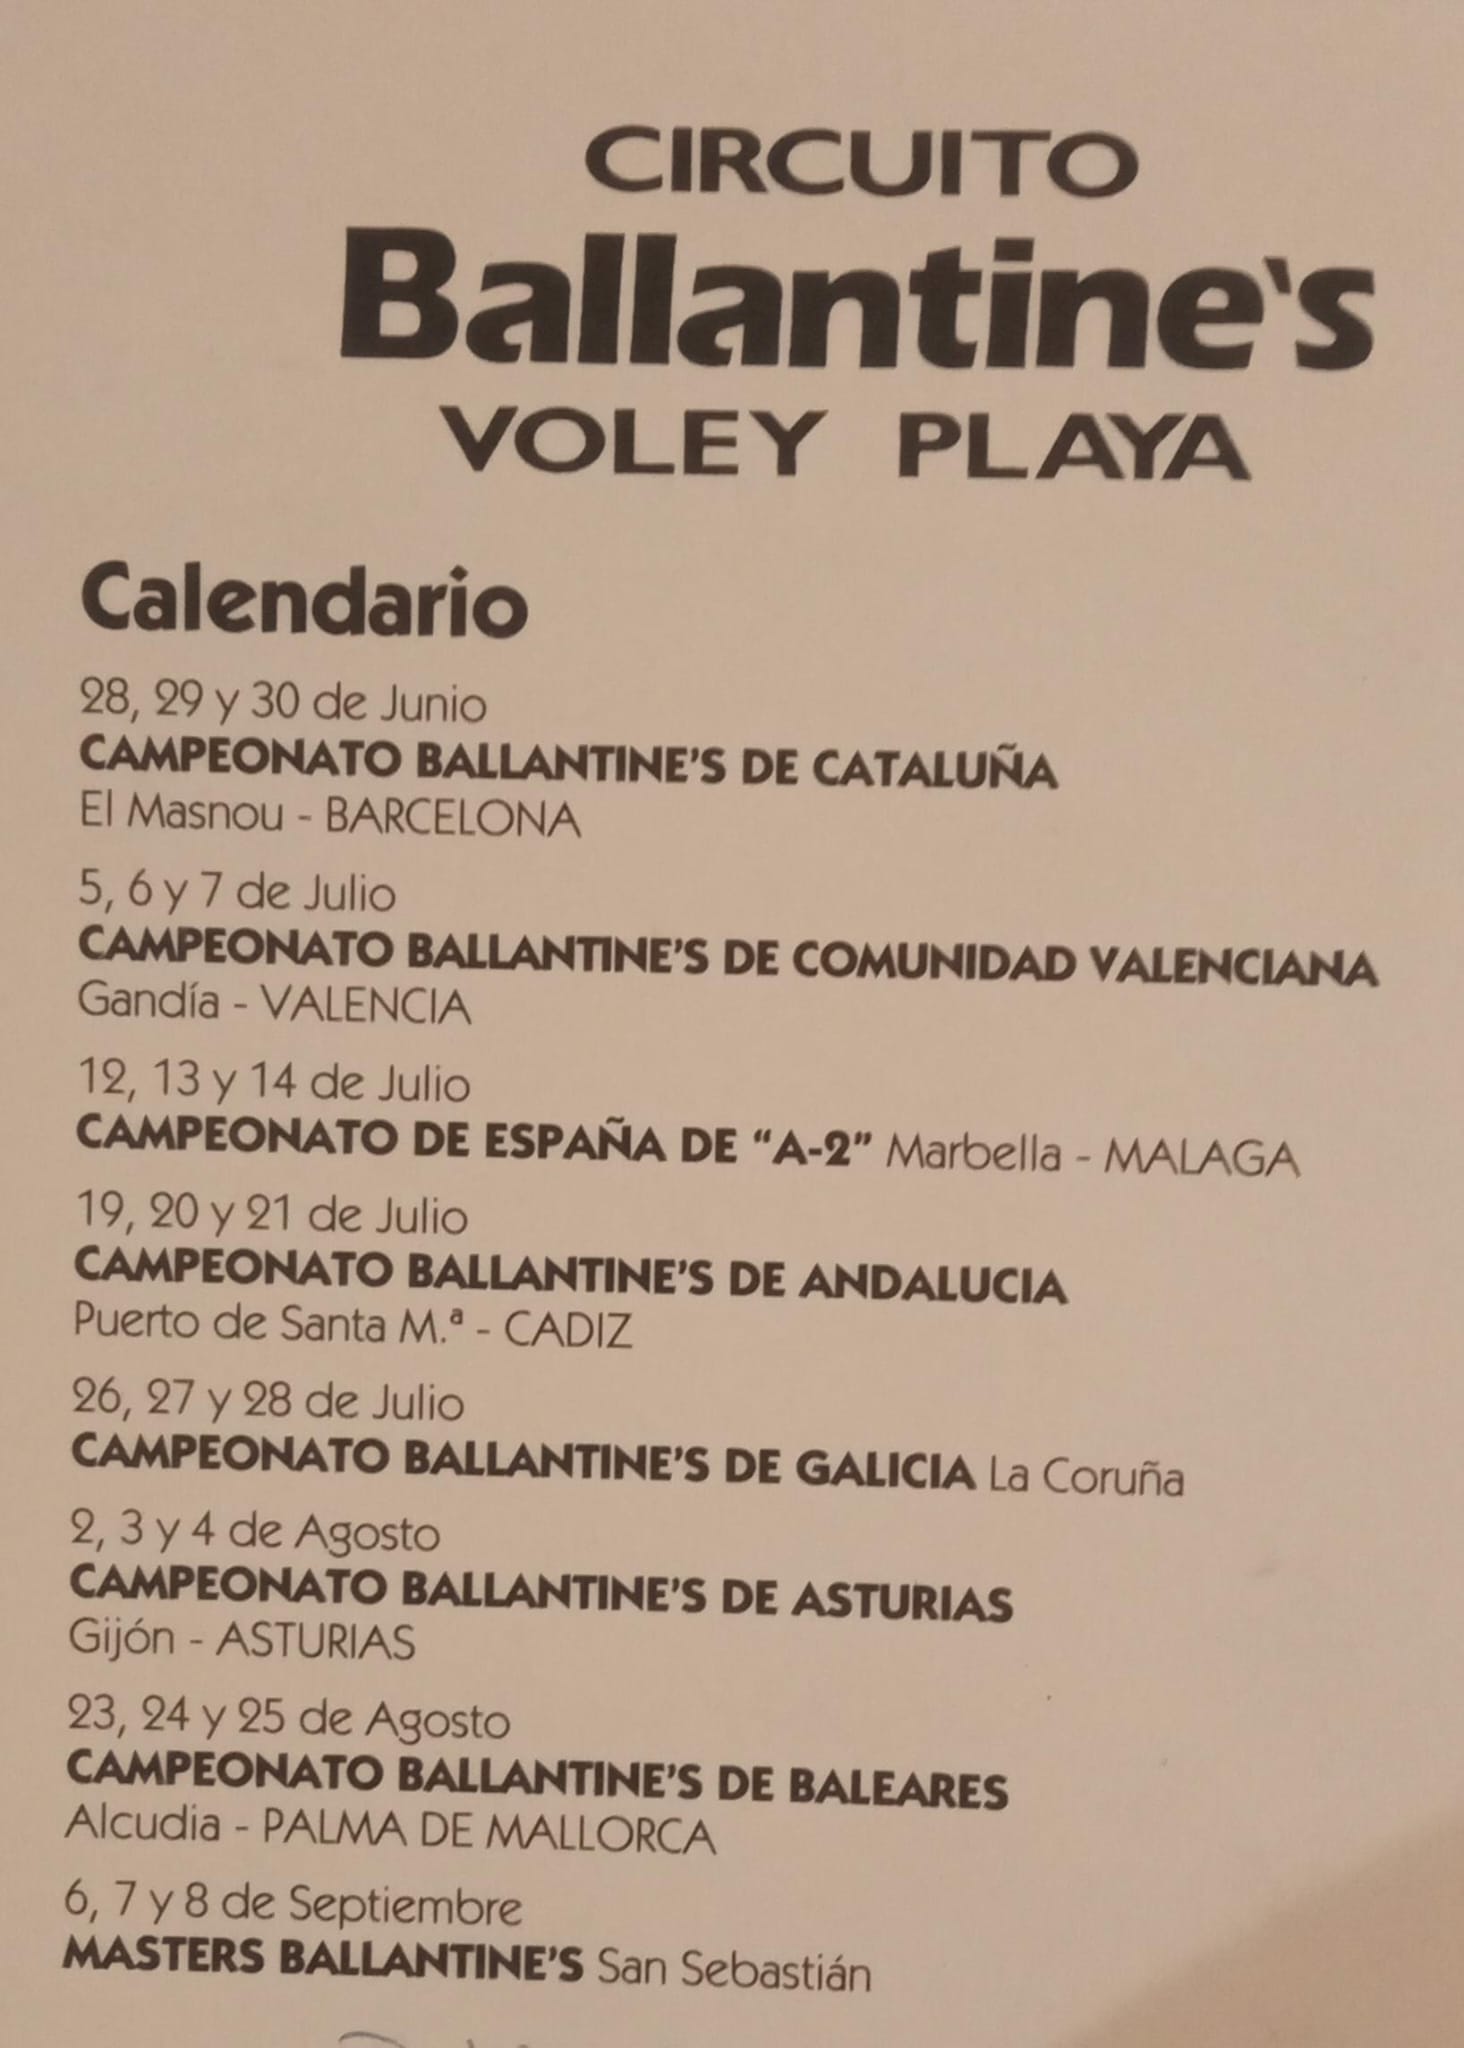 CIRCUITO
Ballantine's
VOLEY PLAYA
Calendario
28, 29 y 30 de Junio
CAMPEONATO BALLANTINE'S DE CATALUÑA
El Masnou - BARCELONA
5, 6 y 7 de Julio
CAMPEONATO BALLANTINE'S DE COMUNIDAD VALENCIANA
Gandía - VALENCIA
12, 13 y 14 de Julio
CAMPEONATO DE ESPAÑA DE "A-2" Marbella - MALAGA
19, 20 y 21 de Julio
CAMPEONATO BALLANTINE'S DE ANDALUCIA
Puerto de Santa M.ª - CADIZ
26, 27 y 28 de Julio
CAMPEONATO BALLANTINE'S DE GALICIA La Coruña
2, 3 y 4 de Agosto
CAMPEONATO BALLANTINE'S DE ASTURIAS
Gijón - ASTURIAS
23, 24 y 25 de Agosto
CAMPEONATO BALLANTINE'S DE BALEARES
Alcudia - PALMA DE MALLORCA
6, 7 y 8 de Septiembre
MASTERS BALLANTINE'S San Sebastián